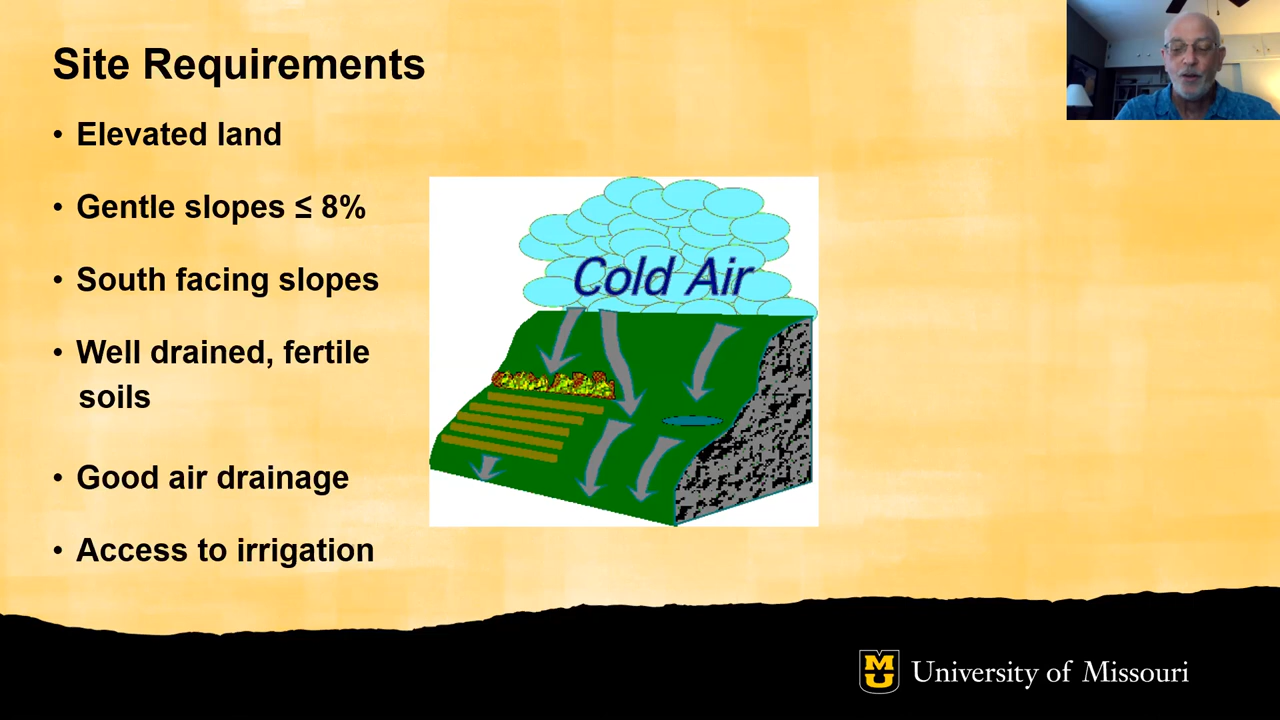 Site Requirements
• Elevated land
• Gentle slopes ≤ 8%
• South facing slopes
• Well drained, fertile
soils
• Good air drainage
• Access to irrigation
Cold Air
MU
University of Missouri